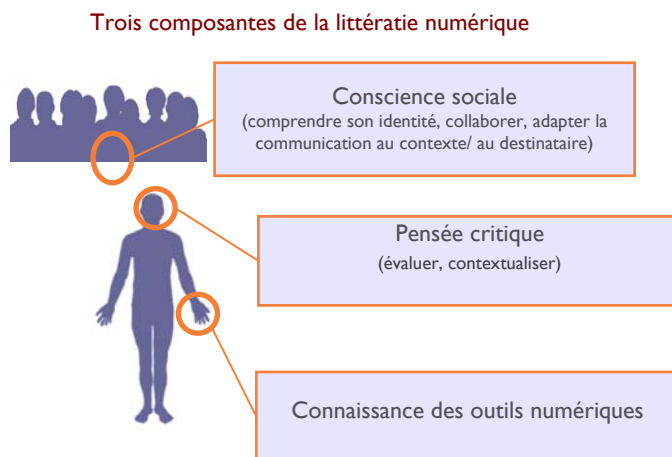 Trois composantes de la littératie numérique
Conscience sociale
(comprendre son identité, collaborer, adapter la
communication au contexte/ au destinataire)
Pensée critique
(évaluer, contextualiser)
Connaissance des outils numériques